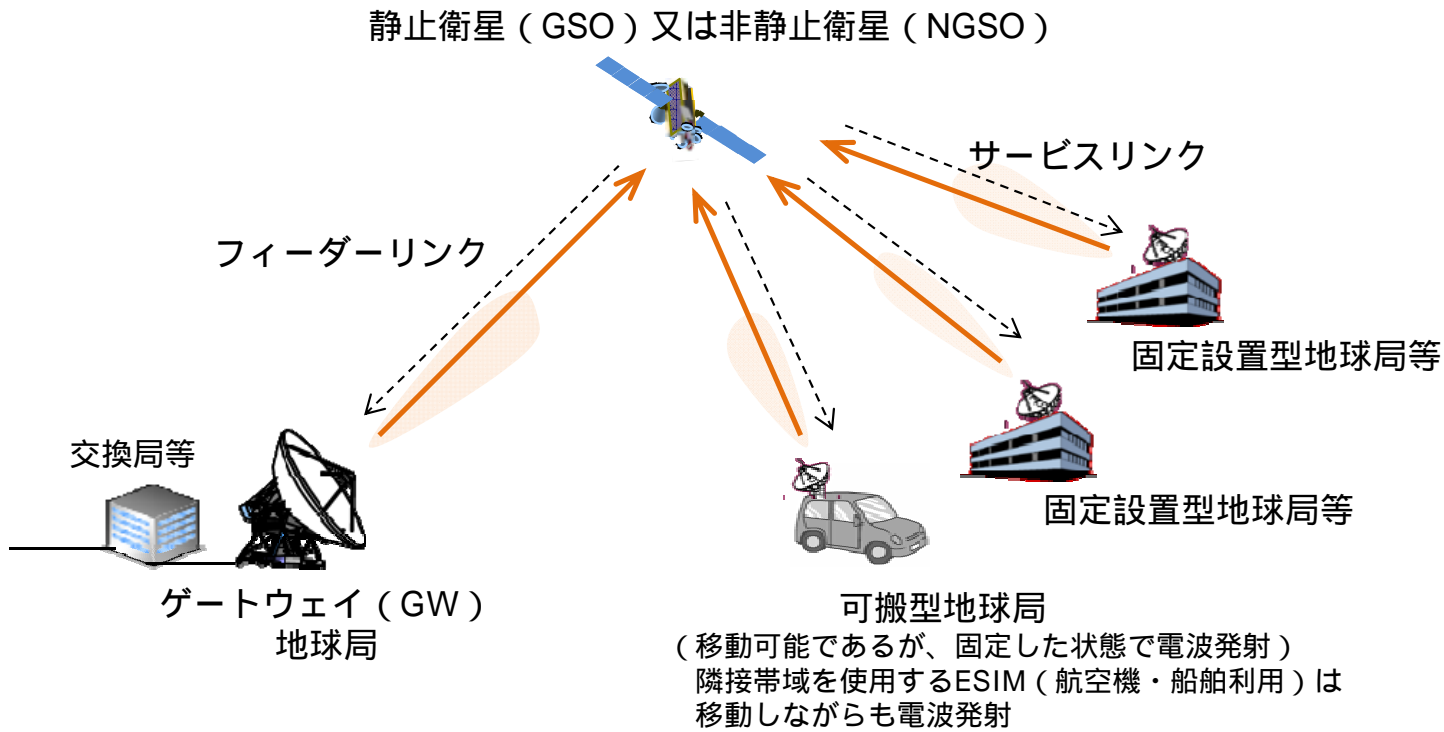 静止衛星（GSO）又は非静止衛星（NGSO）
サービスリンク
フィーダーリンク
固定設置型地球局等
交換局等
固定設置型地球局等
ゲートウェイ（GW）
地球局
可搬型地球局
（移動可能であるが、固定した状態で電波発射）
隣接帯域を使用するESIM（航空機・船舶利用）は
移動しながらも電波発射